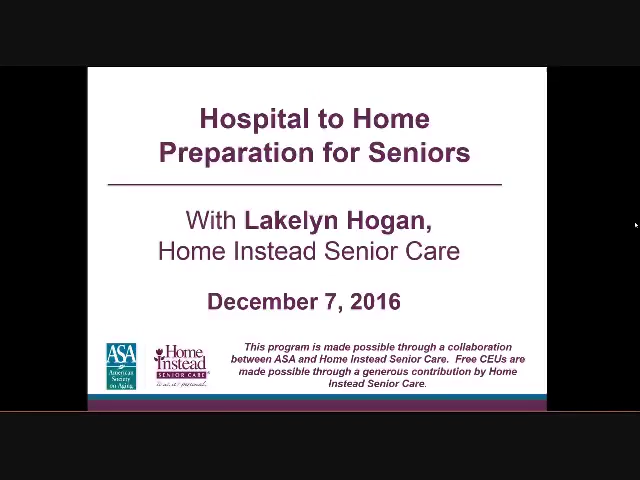 Hospital to Home
Preparation for Seniors
With Lakelyn Hogan,
Home Instead Senior Care
December 7, 2016
ASA
American
Society
on Aging
Home
Instead
SENIOR CARE
to us, it's personal.
This program is made possible through a collaboration
between ASA and Home Instead Senior Care. Free CEUs are
made possible through a generous contribution by Home
Instead Senior Care.